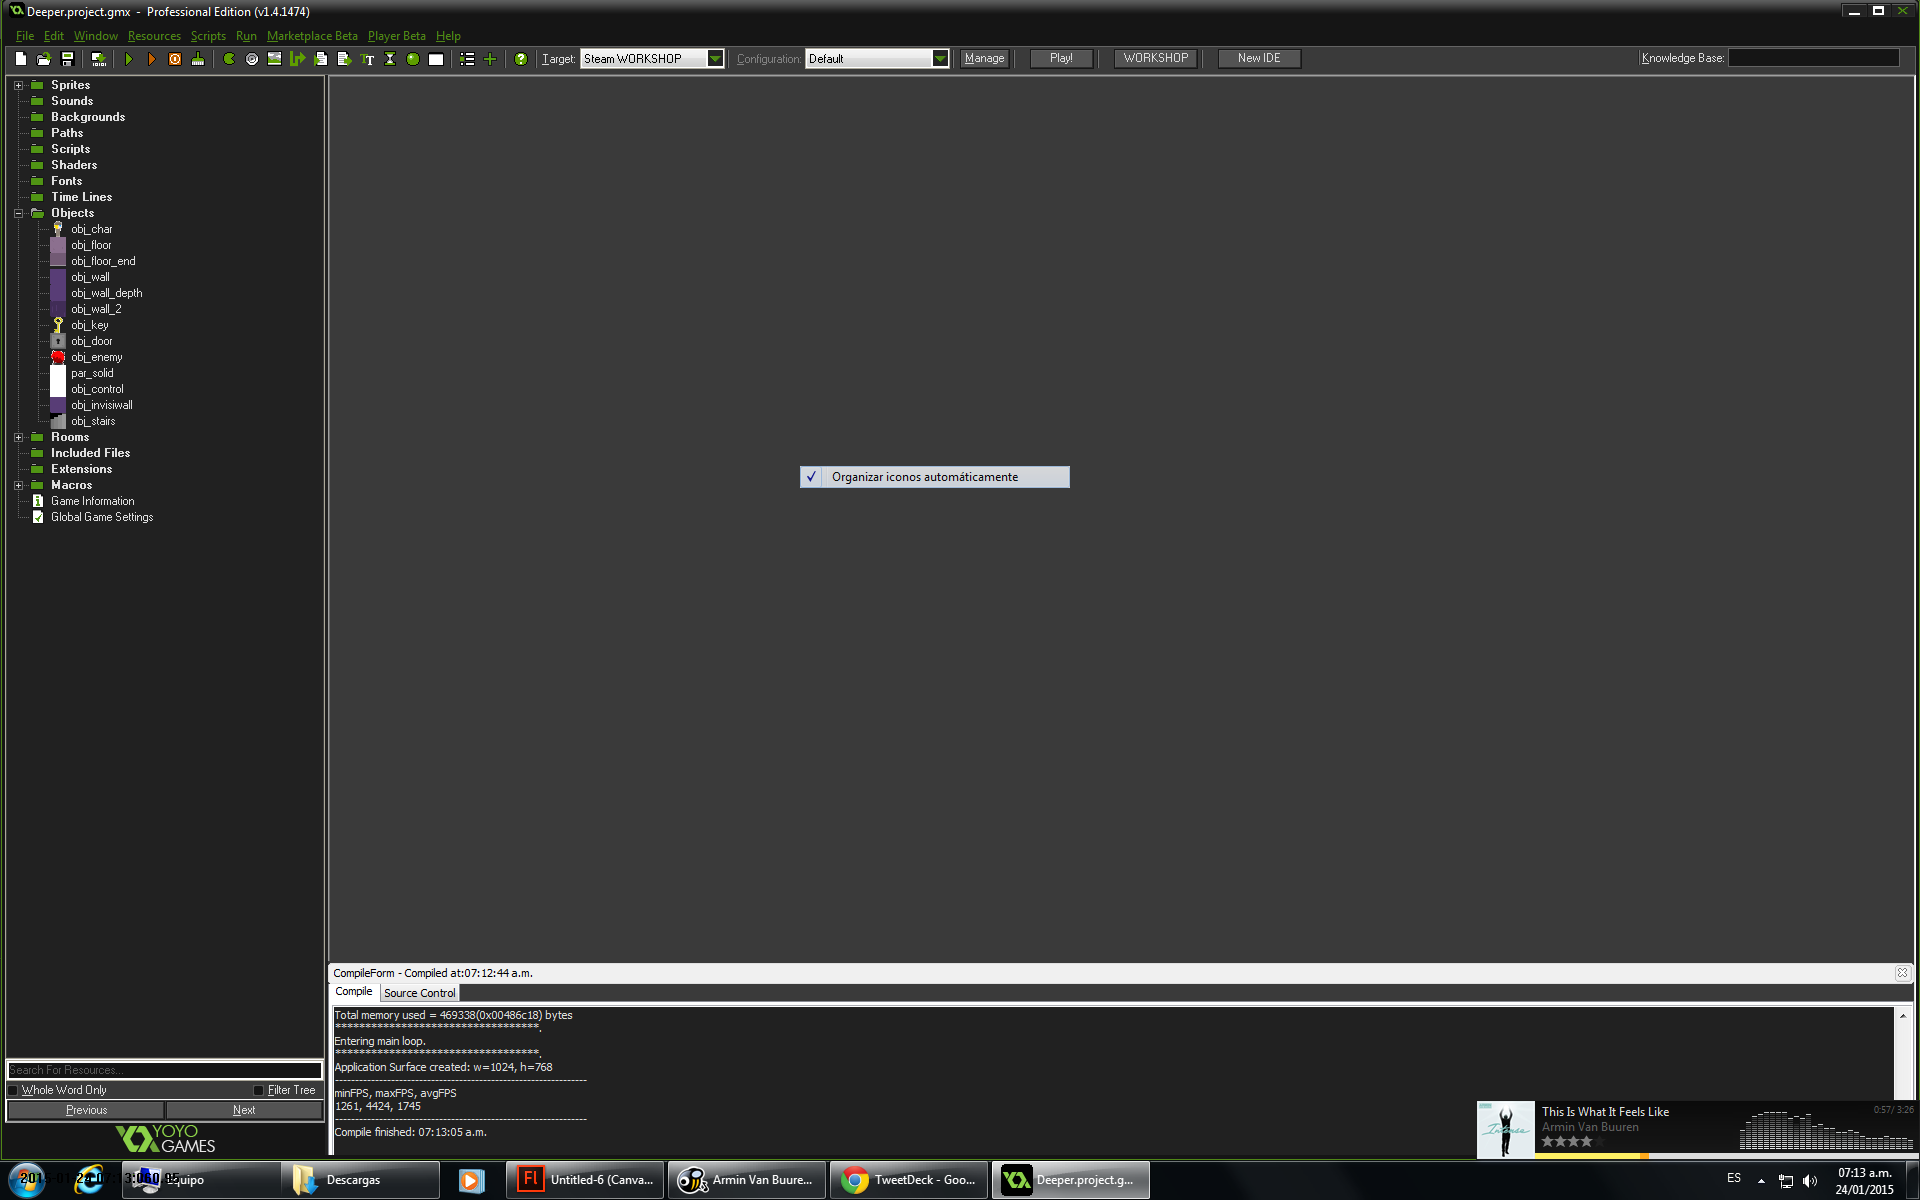 Deeper.project.gmx - Professional Edition (v1.4.1474)
File Edit Window Resources Scripts Run Marketplace Beta Player Beta Help
Target: Steam WORKSHOP Configuration: Default Manage Play! WORKSHOP New IDE Knowledge Base:
Sprites
Sounds
Backgrounds
Paths
Scripts
Shaders
Fonts
Time Lines
Objects
obj_char
obj_floor
obj_floor_end
obj_wall
obj_wall_depth
obj_wall_2
obj_key
obj_door
obj_enemy
par_solid
obj_control
obj_invisiwall
obj_stairs
Rooms
Included Files
Extensions
Macros
Game Information
Global Game Settings
Organizar iconos automáticamente
Search For Resources...
Whole Word Only Filter Tree
Previous Next
YOYO
GAMES
CompileForm - Compiled at:07:12:44 a.m.
Compile Source Control
Total memory used = 469338(0x00486c18) bytes
**********************************.
Entering main loop.
**********************************.
Application Surface created: w=1024, h=768
---------------------------------------------------------------
minFPS, maxFPS, avgFPS
1261, 4424, 1745
---------------------------------------------------------------
Compile finished: 07:13:05 a.m.
This Is What It Feels Like 0:57/ 3:26
Armin Van Buuren
Intense
Equipo Descargas Untitled-6 (Canva... Armin Van Buure... TweetDeck - Goo... Deeper.project.g... ES
07:13 a.m.
24/01/2015